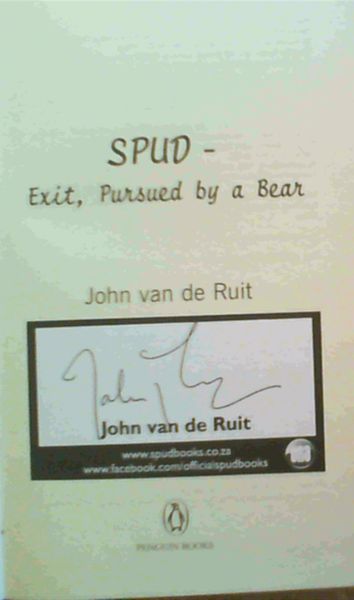 SPUD -
Exit, Pursued by a Bear
John van de Ruit
John van de Ruit
www.spudbooks.co.za
www.facebook.com/officialspudbooks
PENGUIN BOOKS